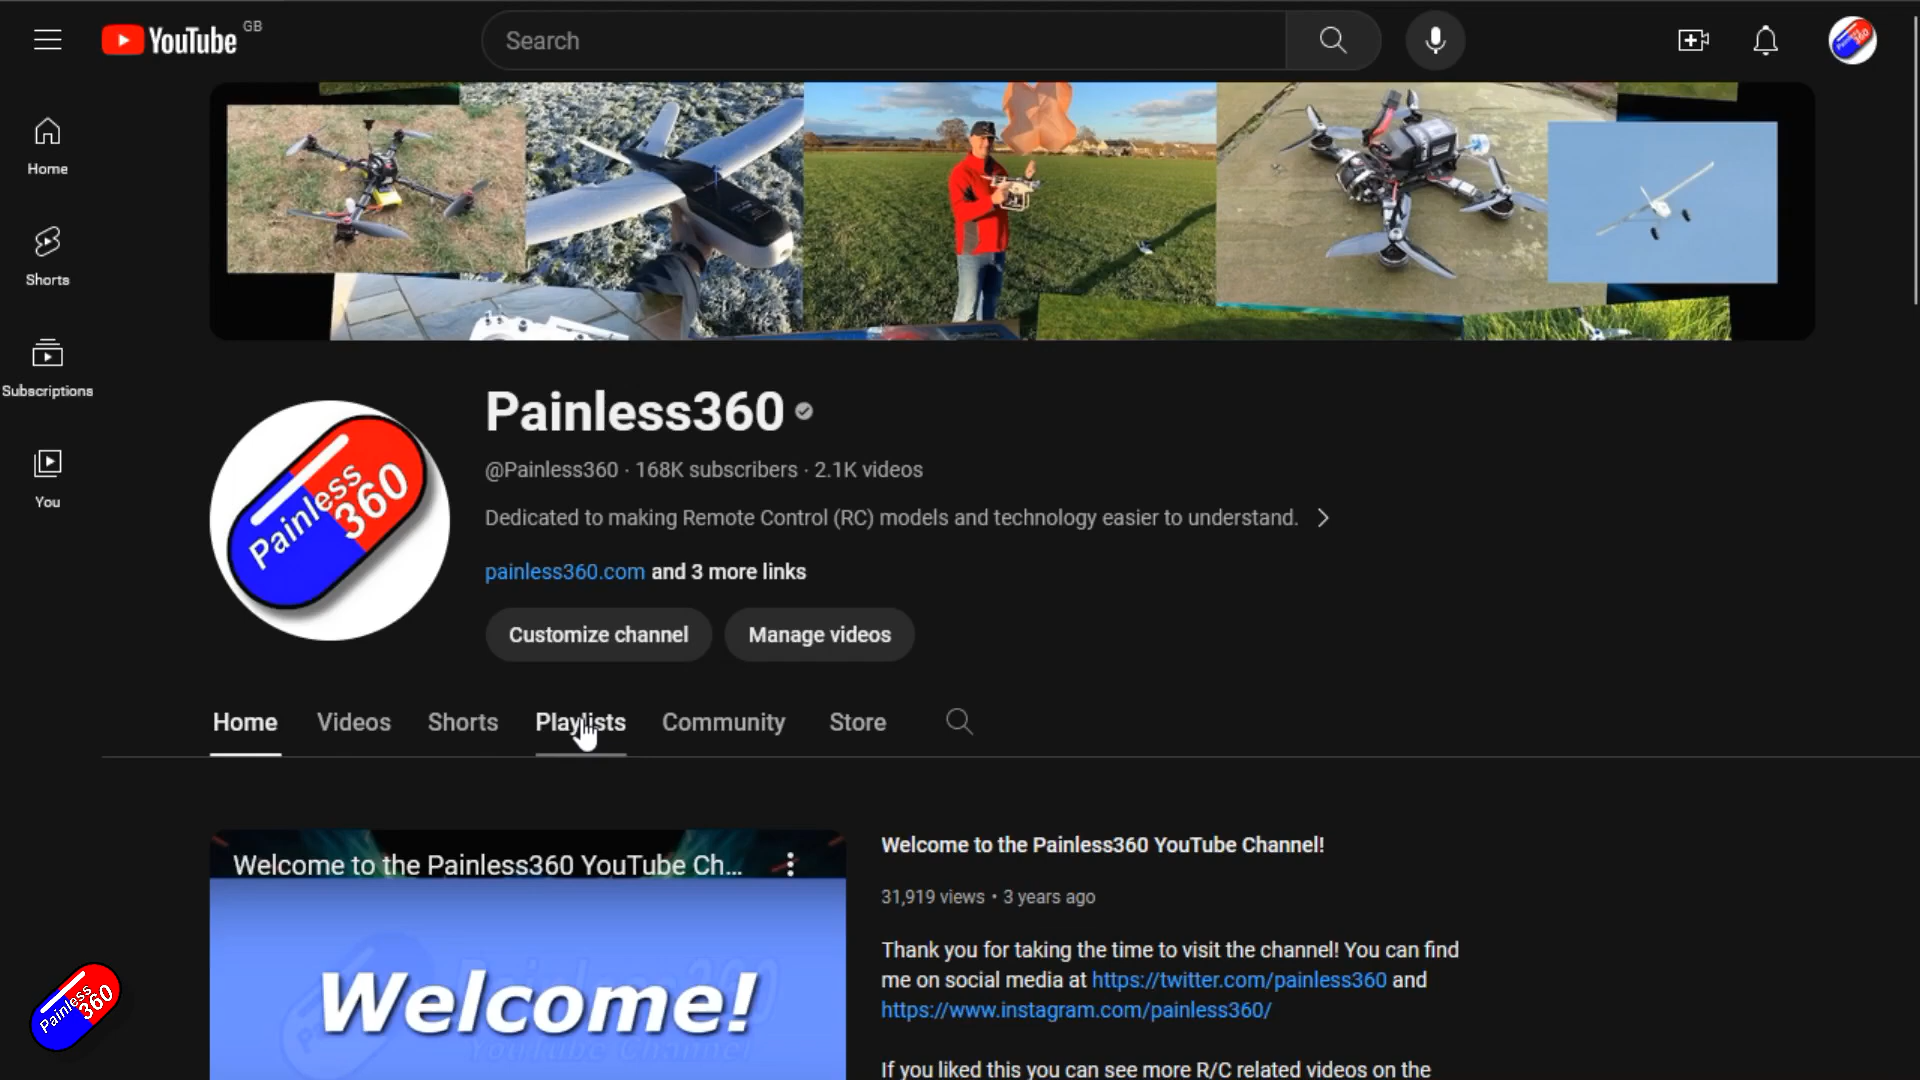 YouTube GB
Search
Home
Shorts
Subscriptions
You
Painless360
Painless
360
@Painless360 · 168K subscribers · 2.1K videos
Dedicated to making Remote Control (RC) models and technology easier to understand.
painless360.com and 3 more links
Customize channel
Manage videos
Home
Videos
Shorts
Playlists
Community
Store
Welcome to the Painless360 YouTube Ch...
Welcome!
YouTube Channel
Welcome to the Painless360 YouTube Channel!
31,919 views • 3 years ago
Thank you for taking the time to visit the channel! You can find
me on social media at https://twitter.com/painless360 and
https://www.instagram.com/painless360/
If you liked this you can see more R/C related videos on the
Painless
360